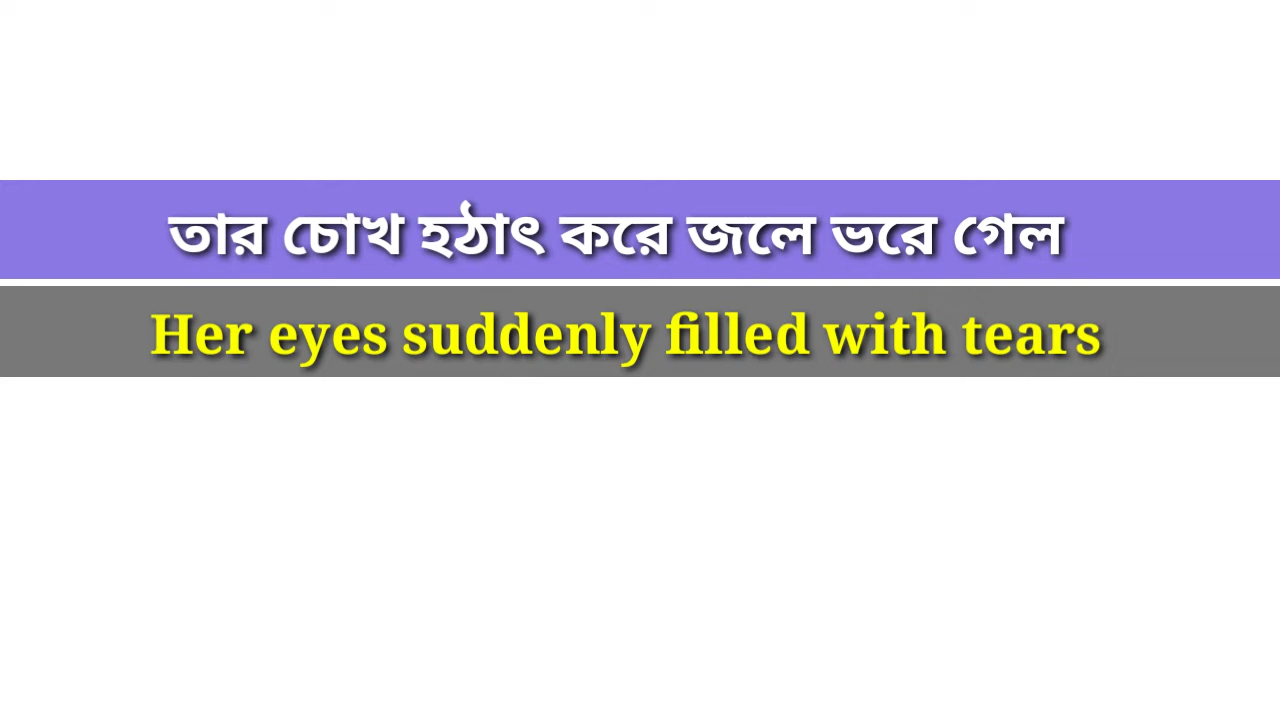 তার চোখ হঠাৎ করে জলে ভরে গেল
Her eyes suddenly filled with tears